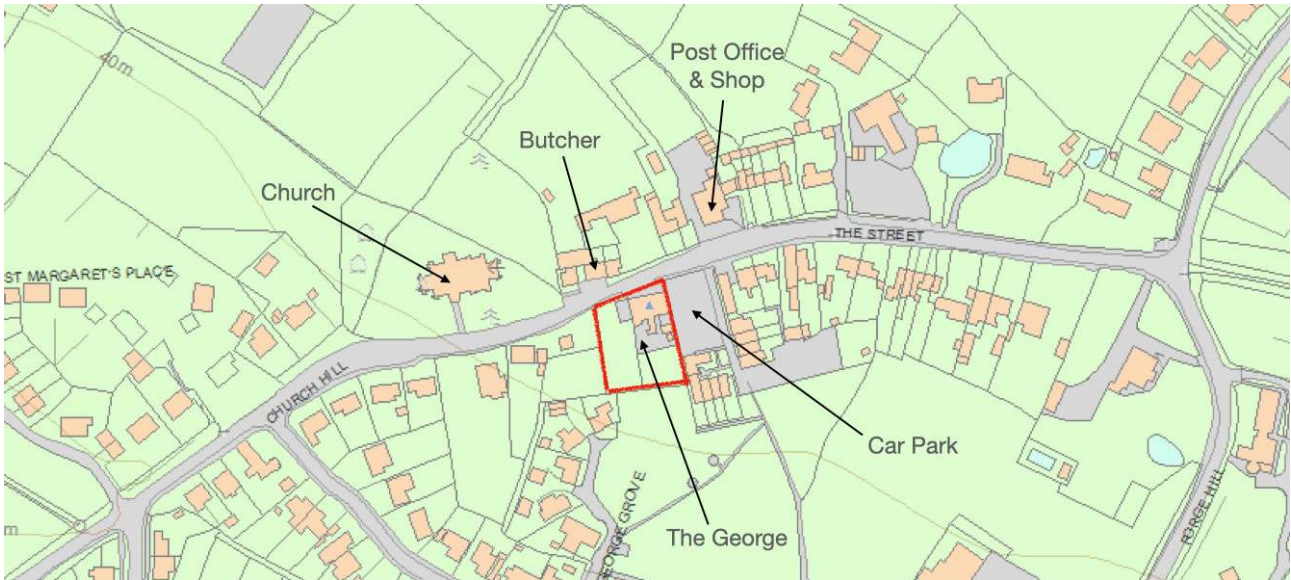 40m
Post Office
& Shop
Butcher
Church
THE STREET
ST MARGARET'S PLACE
CHURCH HILL
Car Park
The George
GEORGE GROVE
FORGE HILL
m